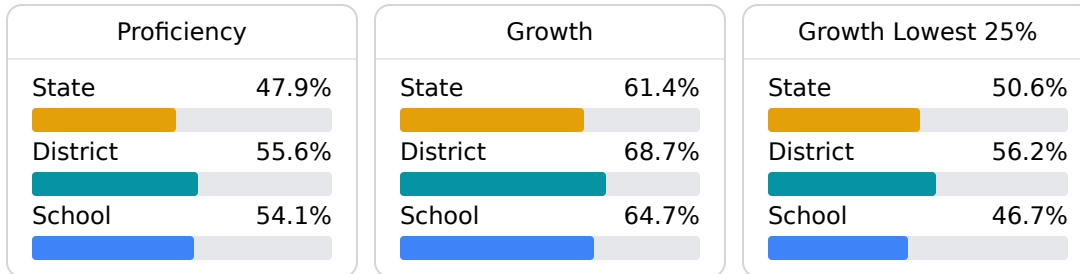 Proficiency
State 47.9%
District 55.6%
School 54.1%
Growth
State 61.4%
District 68.7%
School 64.7%
Growth Lowest 25%
State 50.6%
District 56.2%
School 46.7%